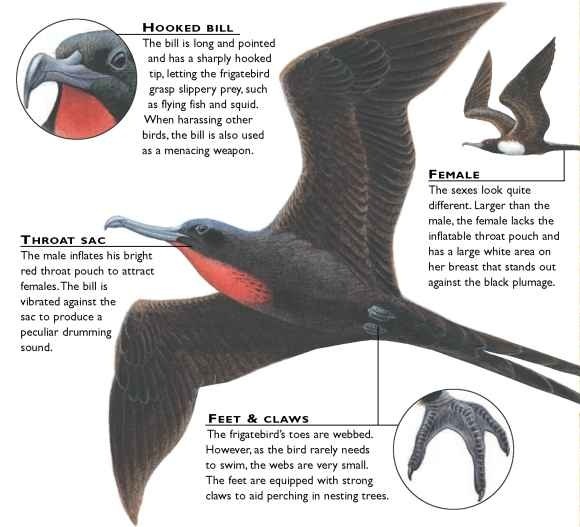 HOOKED BILL
The bill is long and pointed
and has a sharply hooked
tip, letting the frigatebird
grasp slippery prey, such
as flying fish and squid.
When harassing other
birds, the bill is also used
as a menacing weapon.
FEMALE
The sexes look quite
different. Larger than the
male, the female lacks the
inflatable throat pouch and
has a large white area on
her breast that stands out
against the black plumage.
THROAT SAC
The male inflates his bright
red throat pouch to attract
females. The bill is
vibrated against the
sac to produce a
peculiar drumming
sound.
FEET & CLAWS
The frigatebird's toes are webbed.
However, as the bird rarely needs
to swim, the webs are very small.
The feet are equipped with strong
claws to aid perching in nesting trees.